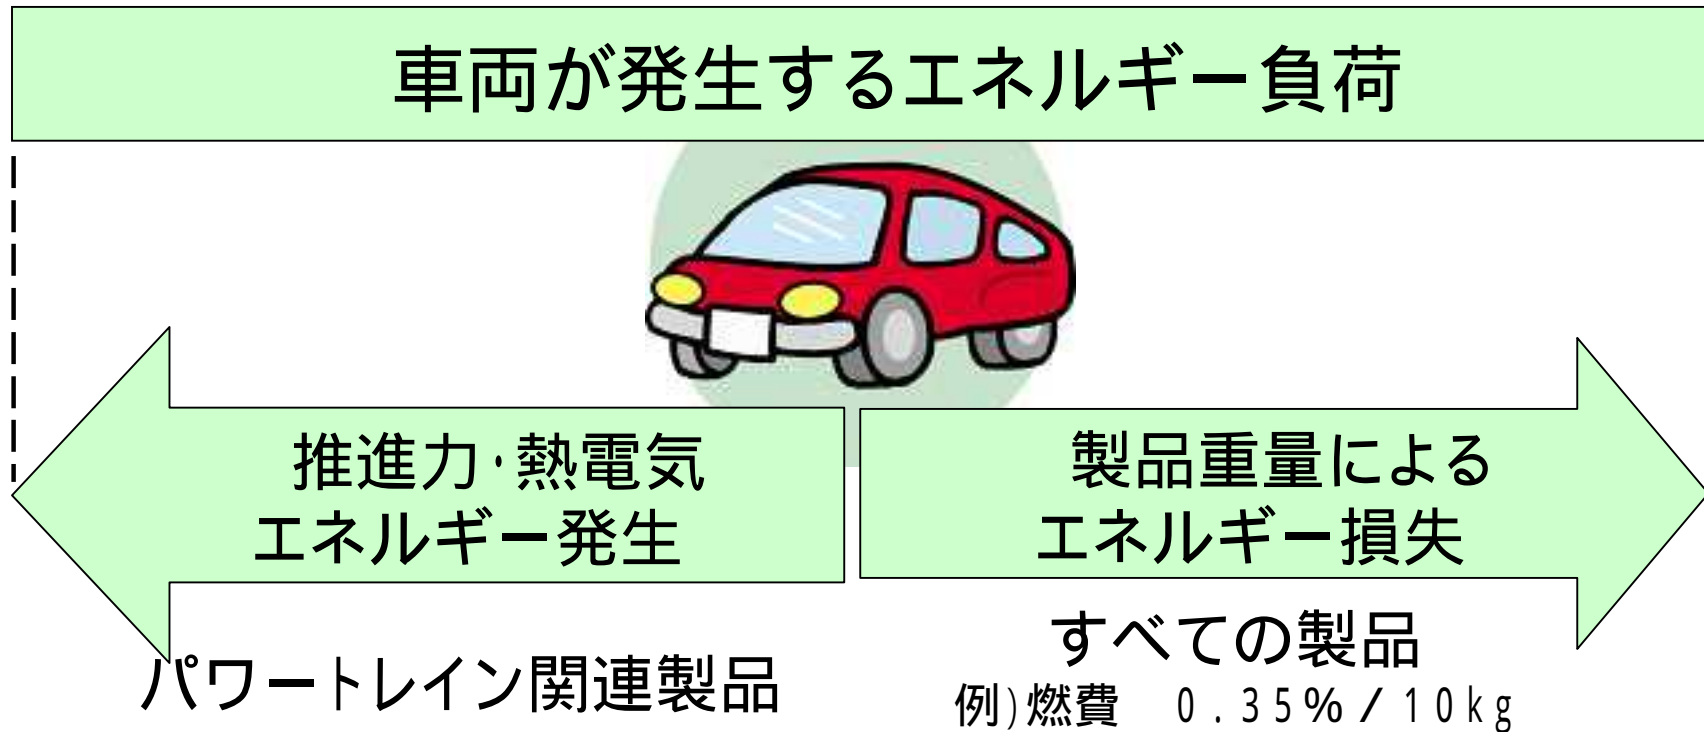 車両が発生するエネルギー負荷
推進力・熱電気
エネルギー発生
製品重量による
エネルギー損失
パワートレイン関連製品
すべての製品
例)燃費　0.35%/10kg